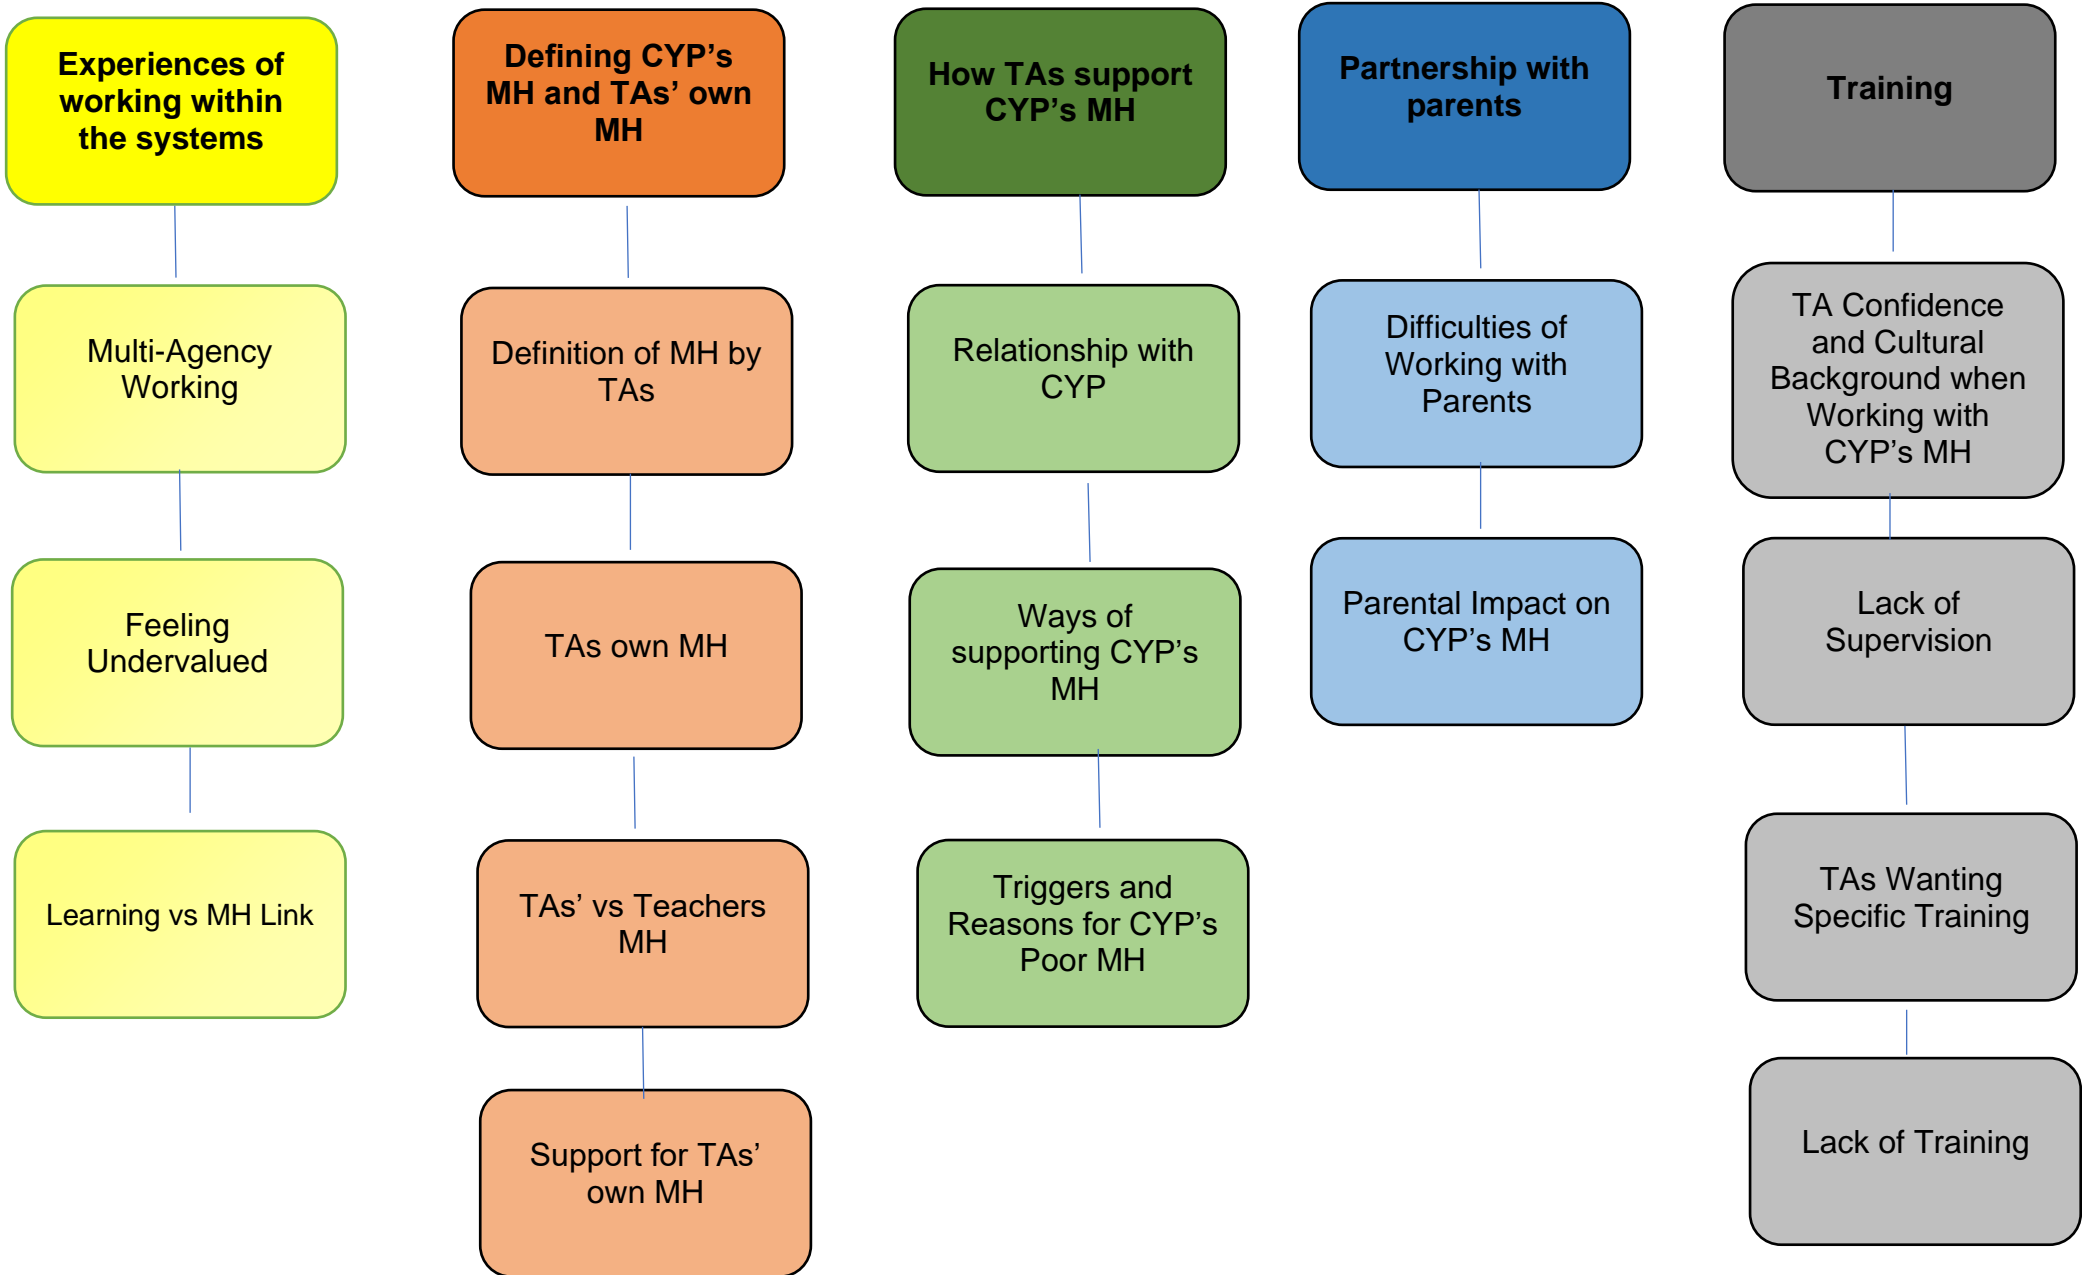 Experiences of
working within
the systems
Multi-Agency
Working
Feeling
Undervalued
Learning vs MH Link
Defining CYP’s
MH and TAs’ own
MH
Definition of MH by
TAs
TAs own MH
TAs’ vs Teachers
MH
Support for TAs’
own MH
How TAs support
CYP’s MH
Relationship with
CYP
Ways of
supporting CYP’s
MH
Triggers and
Reasons for CYP’s
Poor MH
Partnership with
parents
Difficulties of
Working with
Parents
Parental Impact on
CYP’s MH
Training
TA Confidence
and Cultural
Background when
Working with
CYP’s MH
Lack of
Supervision
TAs Wanting
Specific Training
Lack of Training